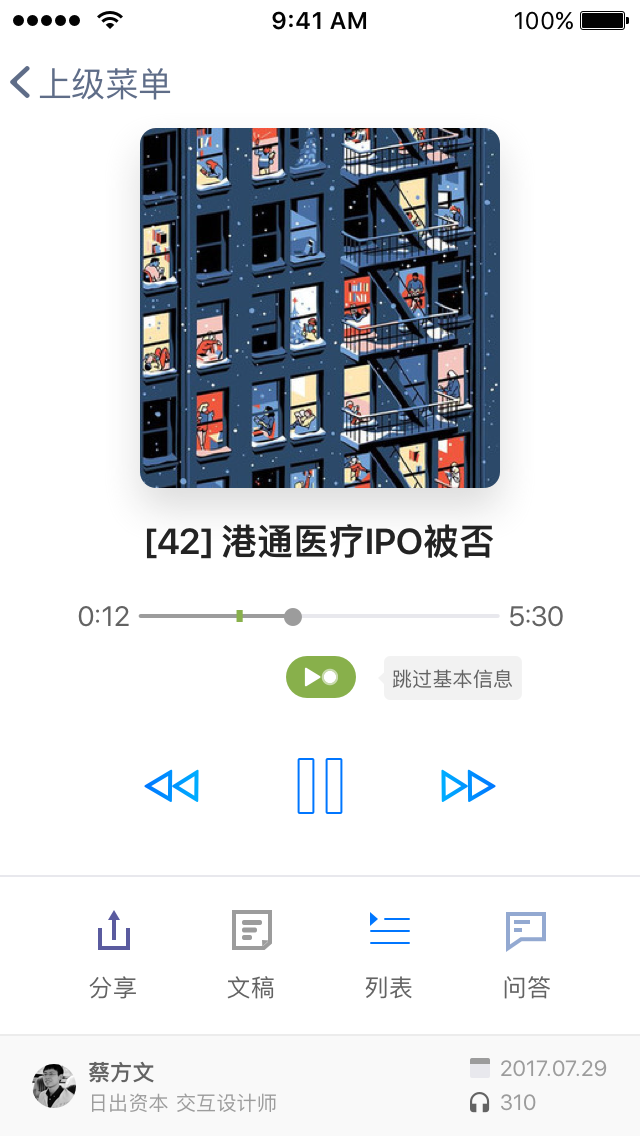 9:41 AM
100%
上级菜单
[42] 港通医疗IPO被否
0:12
5:30
跳过基本信息
分享
文稿
列表
问答
蔡方文
2017.07.29
日出资本 交互设计师
310